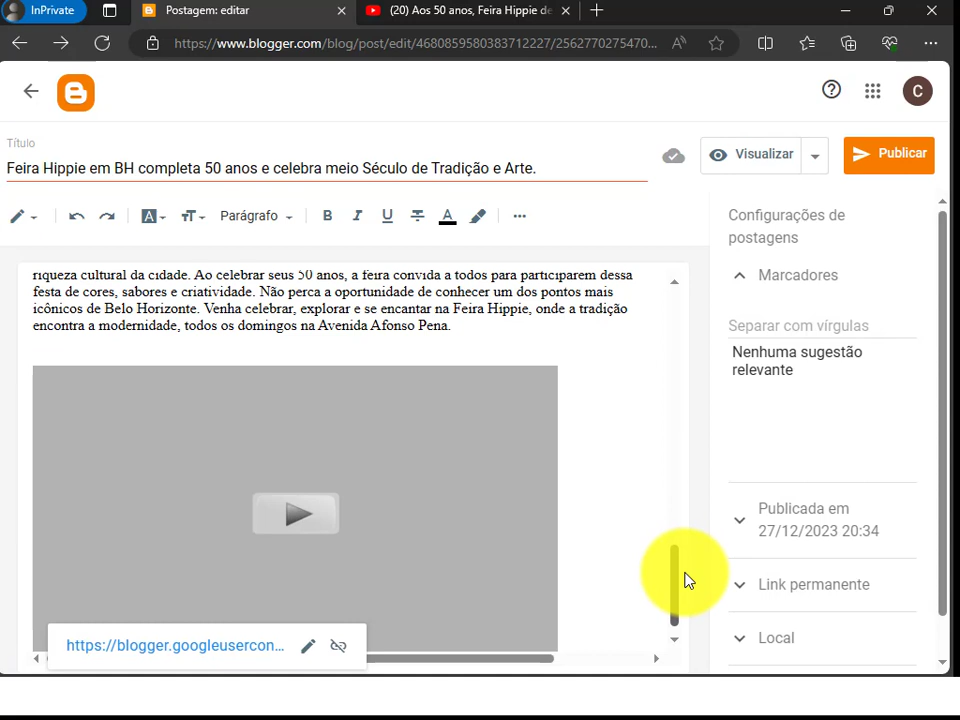 InPrivate
Postagem: editar
(20) Aos 50 anos, Feira Hippie de
https://www.blogger.com/blog/post/edit/4680859580383712227/2562770275470...
C
Título
Feira Hippie em BH completa 50 anos e celebra meio Século de Tradição e Arte.
Visualizar
Publicar
Parágrafo
B I U A
Configurações de
postagens
Marcadores
Separar com vírgulas
Nenhuma sugestão
relevante
Publicada em
27/12/2023 20:34
Link permanente
Local
riqueza cultural da cidade. Ao celebrar seus 50 anos, a feira convida a todos para participarem dessa
festa de cores, sabores e criatividade. Não perca a oportunidade de conhecer um dos pontos mais
icônicos de Belo Horizonte. Venha celebrar, explorar e se encantar na Feira Hippie, onde a tradição
encontra a modernidade, todos os domingos na Avenida Afonso Pena.
https://blogger.googleusercon...